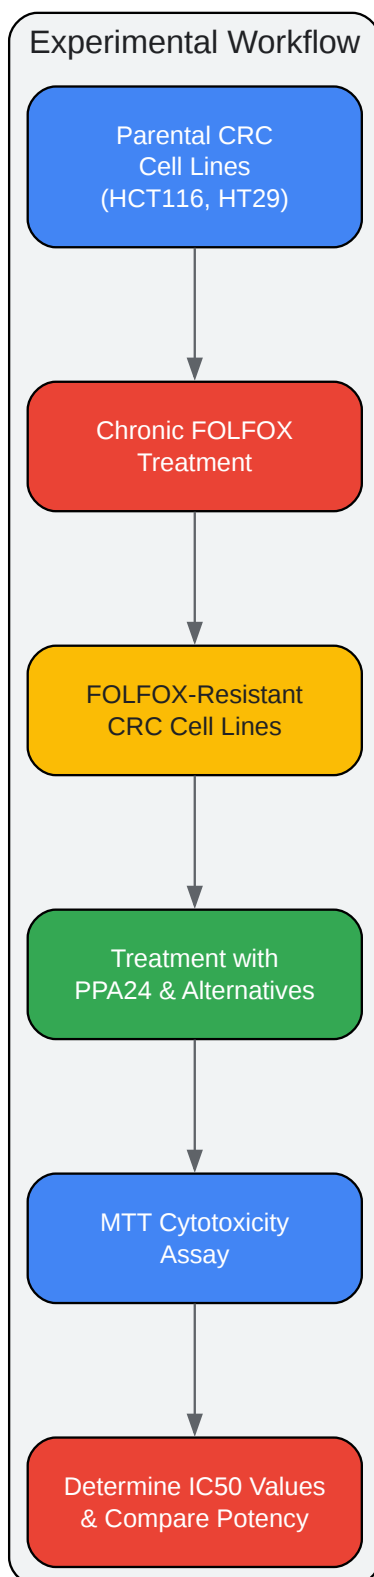 Experimental Workflow
Parental CRC
Cell Lines
(HCT116, HT29)
Chronic FOLFOX
Treatment
FOLFOX-Resistant
CRC Cell Lines
Treatment with
PPA24 & Alternatives
MTT Cytotoxicity
Assay
Determine IC50 Values
& Compare Potency